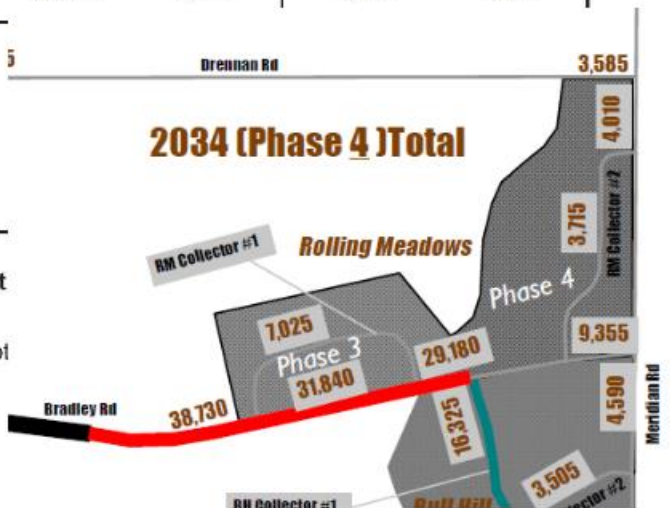 5
Drennan Rd
3,585
2034 (Phase 4 )Total
4,010
RM Collector #2
3,715
RM Collector #1
Rolling Meadows
Phase 4
t
7,025
Phase 3
29,180
9,355
31,840
38,730
Bradley Rd
16,325
4,590
Meridian Rd
3,505